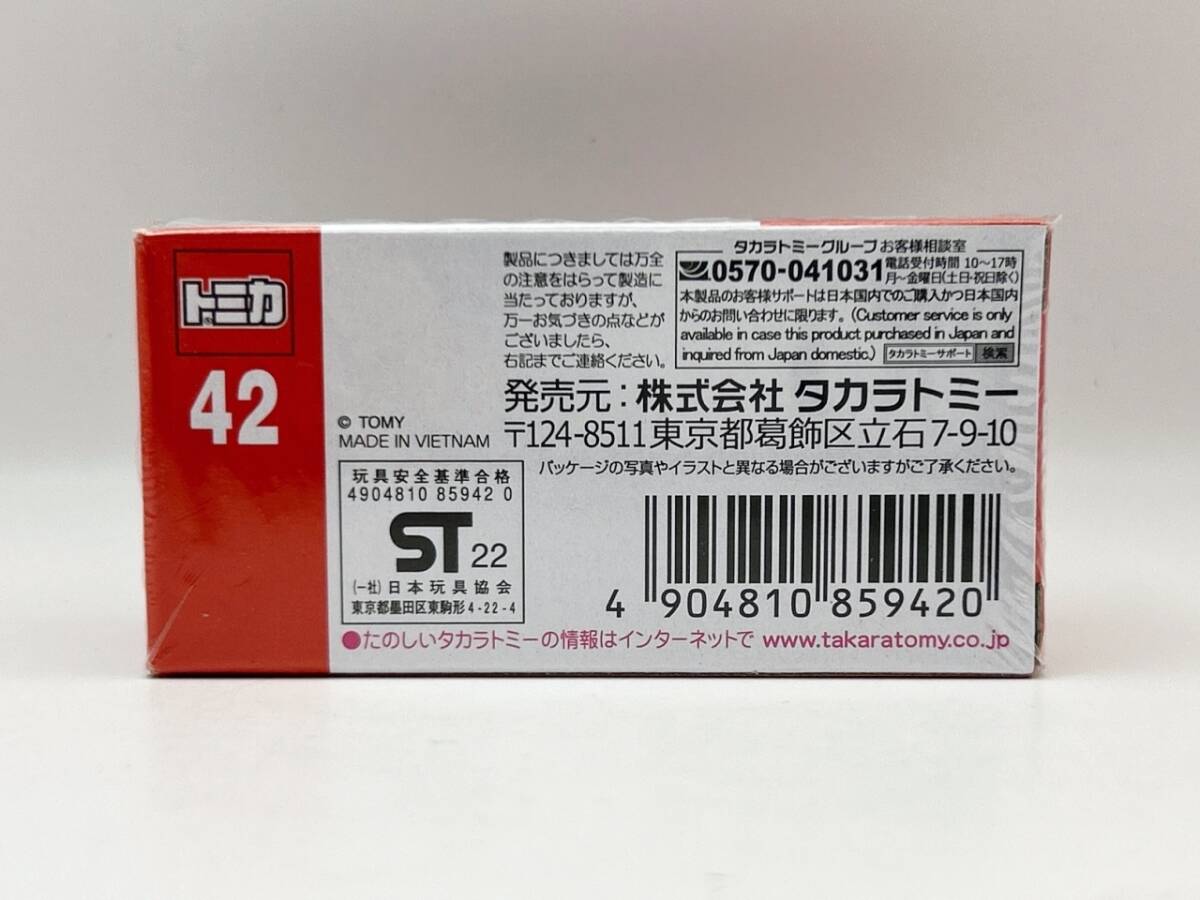 トミカ
42
製品につきましては万全
の注意をはらって製造に
当たっておりますが、
万一お気づきの点などが
ございましたら、
右記までご連絡ください。
タカラトミーグループ お客様相談室
0570-041031 電話受付時間 10～17時
月～金曜日(土日・祝日除く)
本製品のお客様サポートは日本国内でのご購入かつ日本国内
からのお問い合わせに限ります。(Customer service is only
available in case this product purchased in Japan and
inquired from Japan domestic.) タカラトミーサポート 検索
発売元：株式会社 タカラトミー
〒124-8511 東京都葛飾区立石7-9-10
パッケージの写真やイラストと異なる場合がございますがご了承ください。
© TOMY
MADE IN VIETNAM
玩具安全基準合格
4904810 85942 0
ST 22
(一社)日本玩具協会
東京都墨田区東駒形4-22-4
4 904810 859420
●たのしいタカラトミーの情報はインターネットで www.takaratomy.co.jp